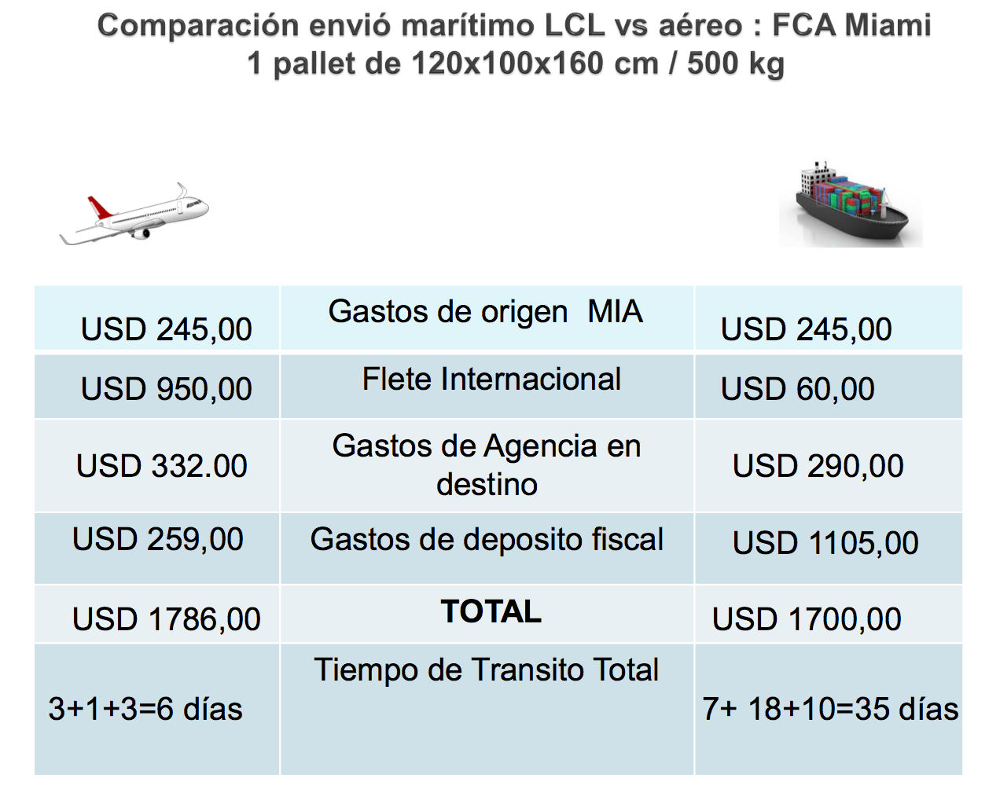 Comparación envió marítimo LCL vs aéreo : FCA Miami
1 pallet de 120x100x160 cm / 500 kg
USD 245,00 Gastos de origen  MIA USD 245,00
USD 950,00 Flete Internacional USD 60,00
USD 332.00 Gastos de Agencia en
destino USD 290,00
USD 259,00 Gastos de deposito fiscal USD 1105,00
USD 1786,00 TOTAL USD 1700,00
Tiempo de Transito Total
3+1+3=6 días 7+ 18+10=35 días